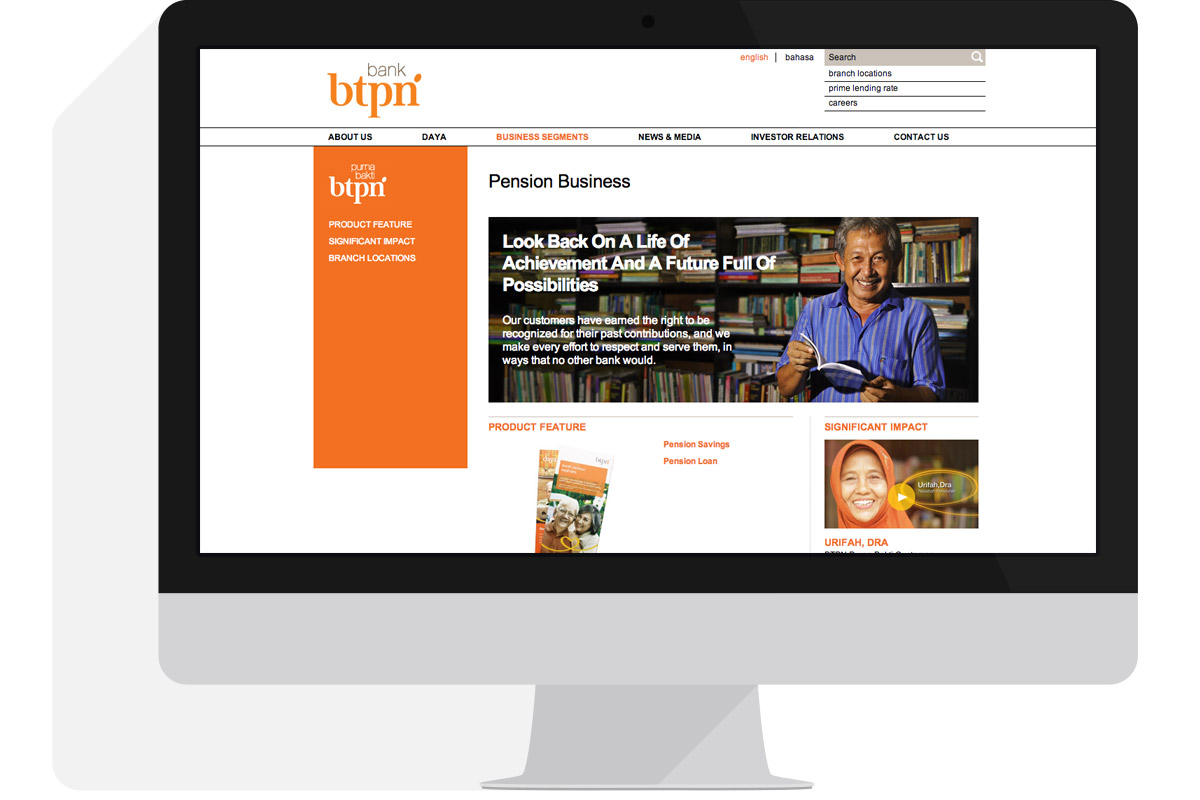 english | bahasa
Search
branch locations
prime lending rate
careers
bank
btpn
ABOUT US
DAYA
BUSINESS SEGMENTS
NEWS & MEDIA
INVESTOR RELATIONS
CONTACT US
purna
bakti
btpn
PRODUCT FEATURE
SIGNIFICANT IMPACT
BRANCH LOCATIONS
Pension Business
Look Back On A Life Of
Achievement And A Future Full Of
Possibilities
Our customers have earned the right to be
recognized for their past contributions, and we
make every effort to respect and serve them, in
ways that no other bank would.
PRODUCT FEATURE
Pension Savings
Pension Loan
btpn
SIGNIFICANT IMPACT
Urifah,Dra
URIFAH, DRA